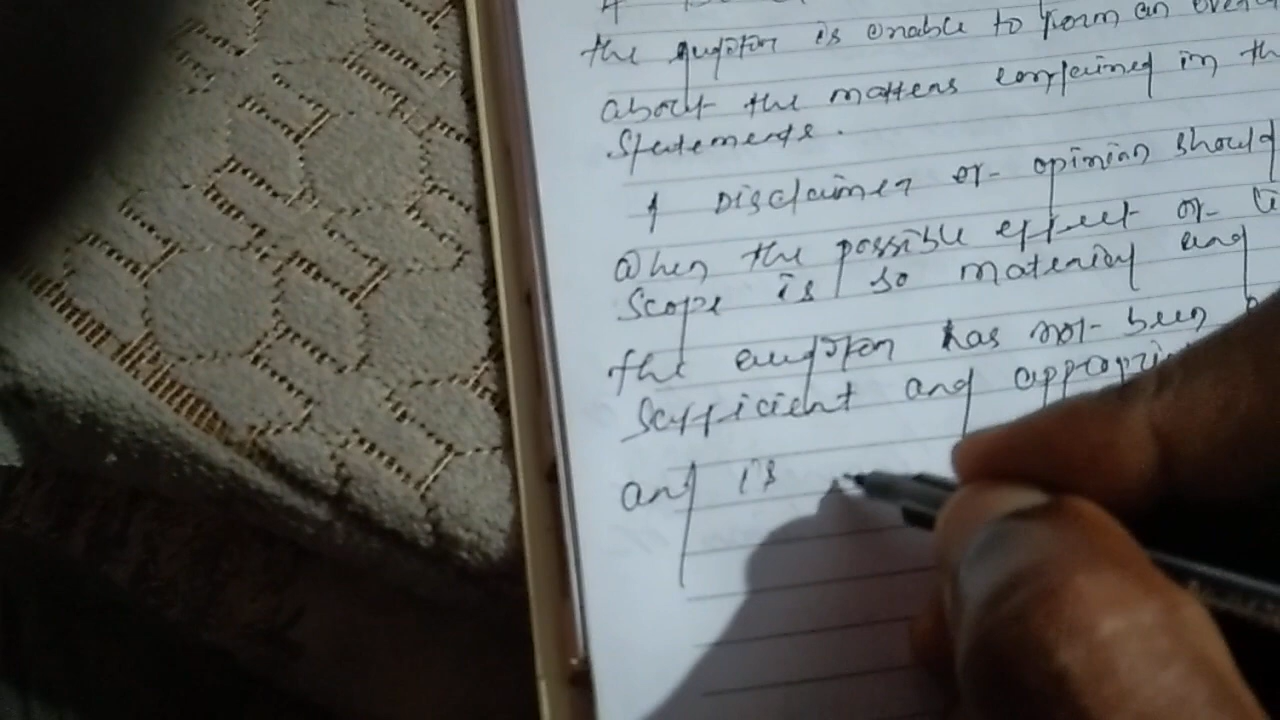 the auditor is enable to form an
about the matters contained in the
Statements.
A Disclaimer of opinion should
When the possible effect of
Scope is so material and
the auditor has not been
Sufficient and
and is